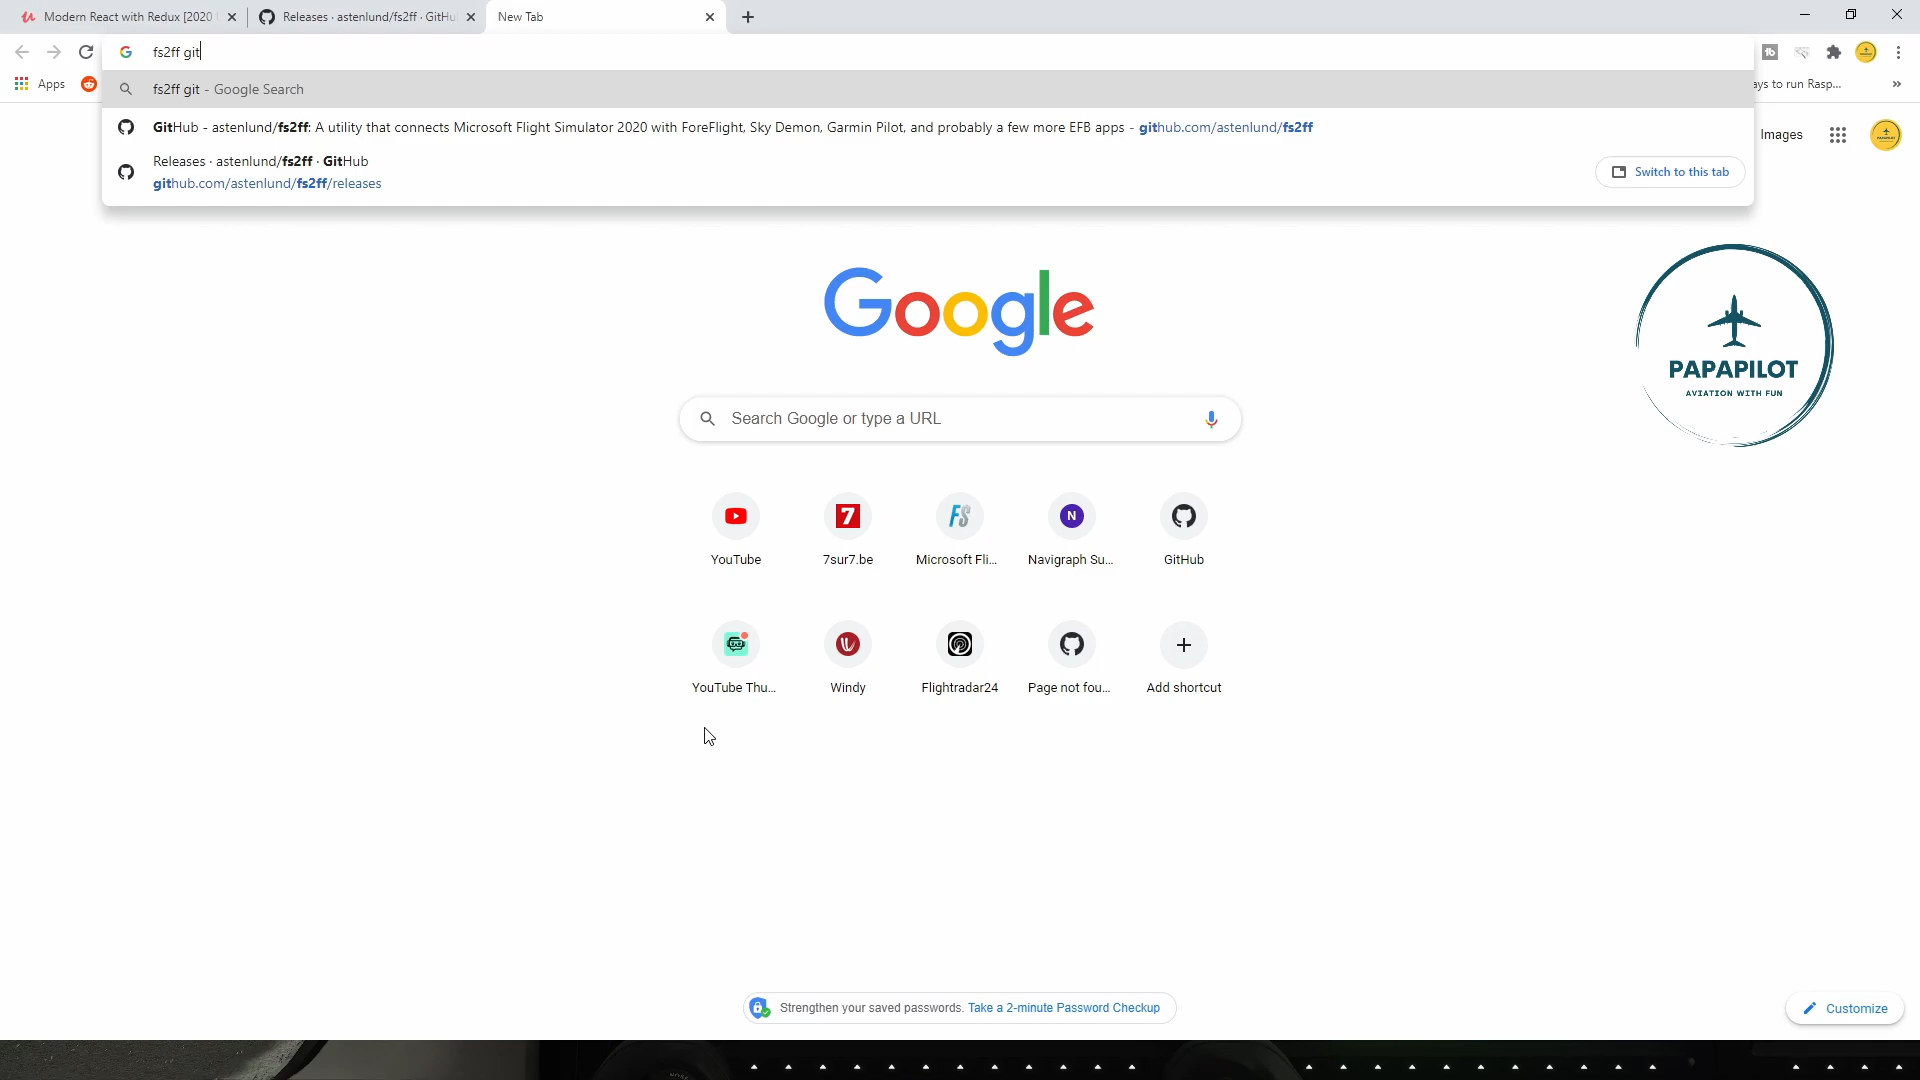 Modern React with Redux [2020
Releases · astenlund/fs2ff · GitHu
New Tab
fs2ff git
Apps
ays to run Rasp...
»
fs2ff git - Google Search
GitHub - astenlund/fs2ff: A utility that connects Microsoft Flight Simulator 2020 with ForeFlight, Sky Demon, Garmin Pilot, and probably a few more EFB apps - github.com/astenlund/fs2ff
Images
Releases · astenlund/fs2ff · GitHub
github.com/astenlund/fs2ff/releases
Switch to this tab
Google
PAPAPILOT
AVIATION WITH FUN
Search Google or type a URL
YouTube
7sur7.be
Microsoft Fli...
Navigraph Su...
GitHub
YouTube Thu...
Windy
Flightradar24
Page not fou...
Add shortcut
Strengthen your saved passwords. Take a 2-minute Password Checkup
Customize